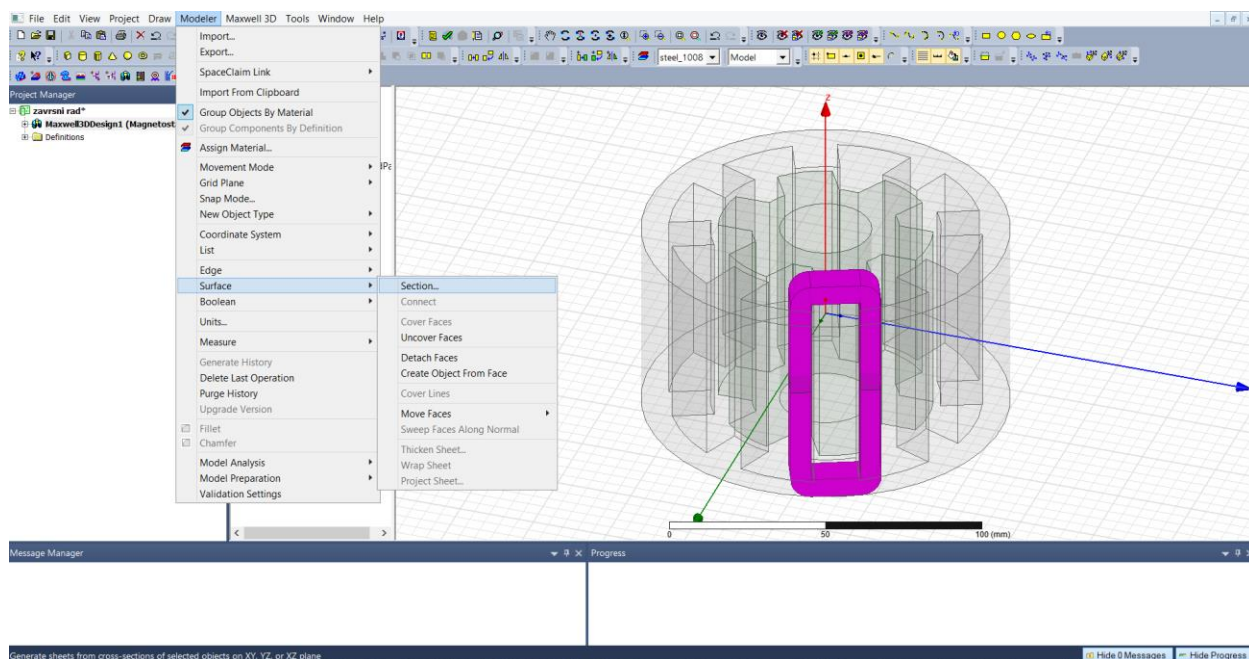 File Edit View Project Draw Modeler Maxwell 3D Tools Window Help
steel_1008 Model
Project Manager
zavrsni rad*
Maxwell3DDesign1 (Magnetost
Definitions
Import...
Export...
SpaceClaim Link
Import From Clipboard
Group Objects By Material
Group Components By Definition
Assign Material...
Movement Mode
Grid Plane
Snap Mode...
New Object Type
Coordinate System
List
Edge
Surface
Boolean
Units...
Measure
Generate History
Delete Last Operation
Purge History
Upgrade Version
Fillet
Chamfer
Model Analysis
Model Preparation
Validation Settings
Section...
Connect
Cover Faces
Uncover Faces
Detach Faces
Create Object From Face
Cover Lines
Move Faces
Sweep Faces Along Normal
Thicken Sheet...
Wrap Sheet
Project Sheet...
Z
0 50 100 (mm)
Message Manager
Progress
Generate sheets from cross-sections of selected objects on XY, YZ, or XZ plane
Hide 0 Messages Hide Progress